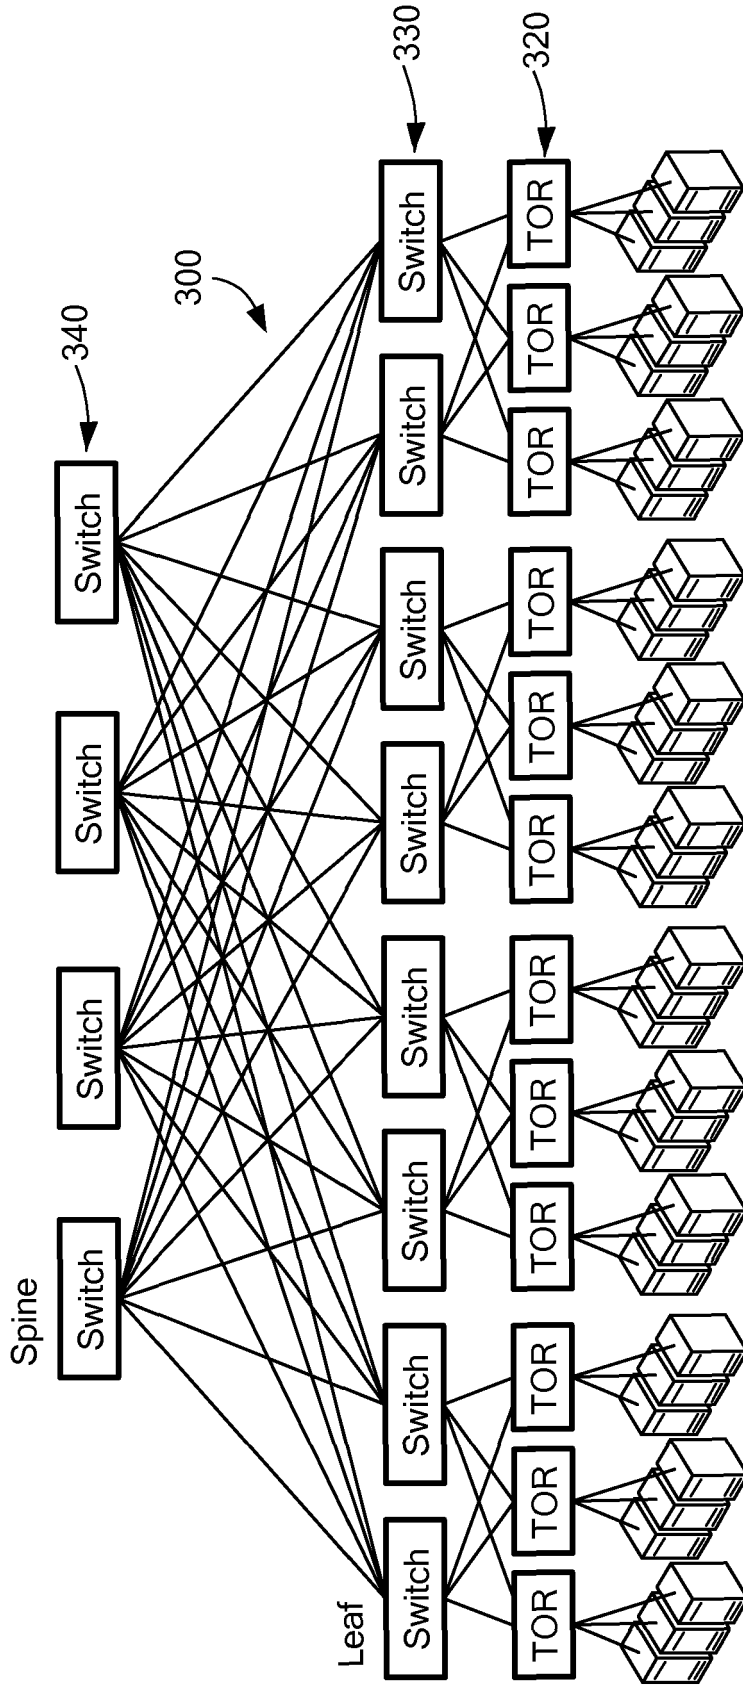 Spine
Switch Switch Switch Switch 340
300
Leaf
Switch Switch Switch Switch Switch Switch Switch Switch 330
TOR TOR TOR TOR TOR TOR TOR TOR TOR TOR TOR TOR 320